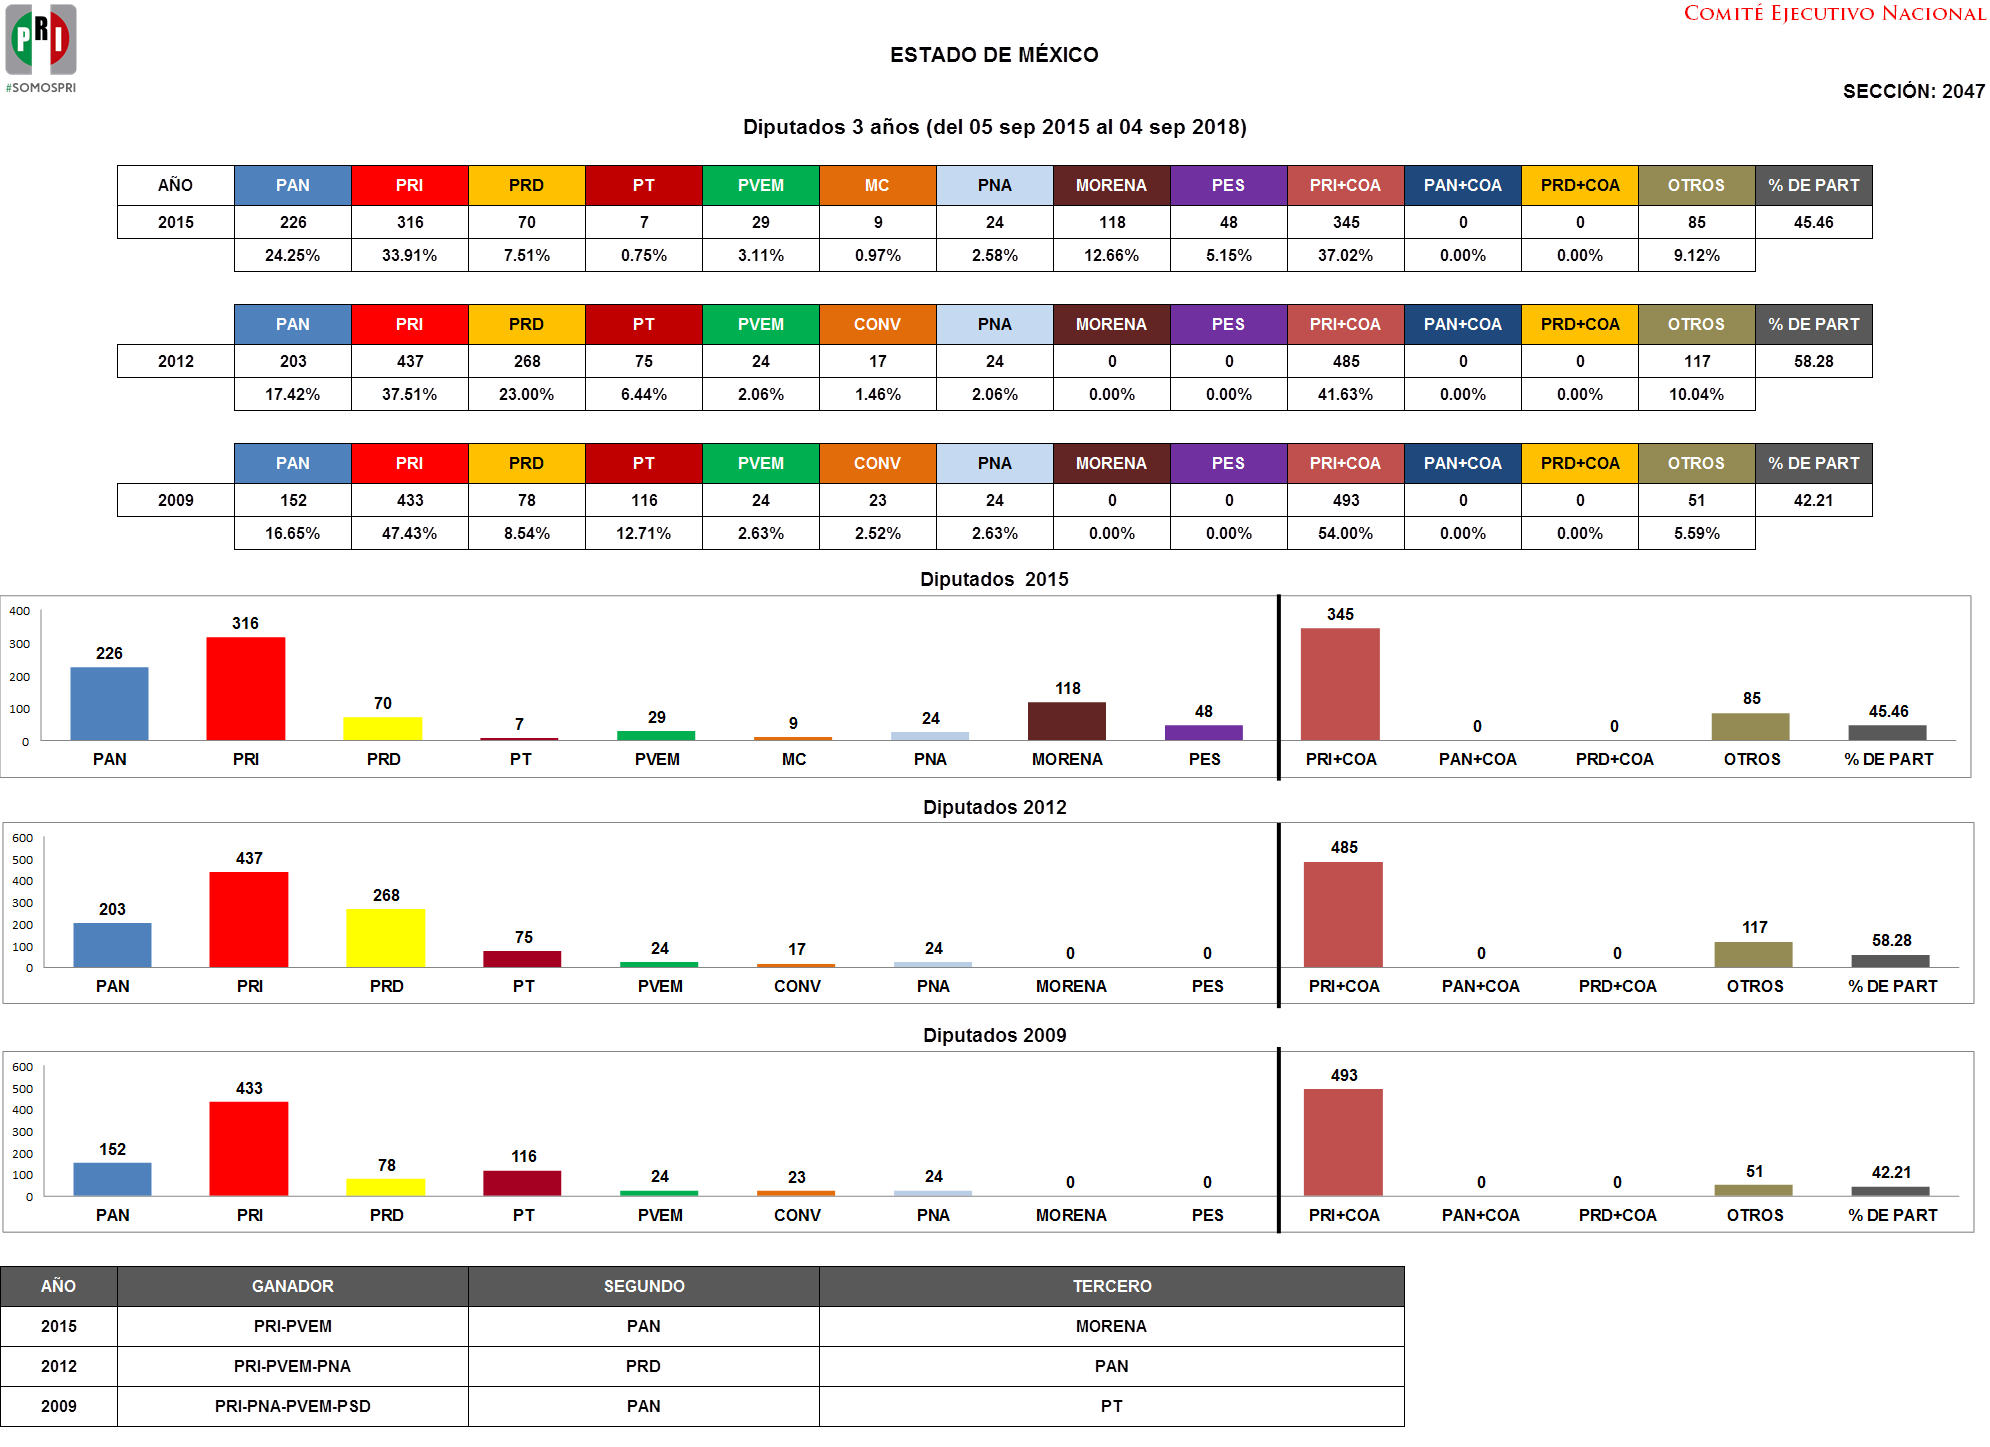 PRI
#SOMOSPRI
COMITÉ EJECUTIVO NACIONAL
ESTADO DE MÉXICO
SECCIÓN: 2047
Diputados 3 años (del 05 sep 2015 al 04 sep 2018)
AÑO PAN PRI PRD PT PVEM MC PNA MORENA PES PRI+COA PAN+COA PRD+COA OTROS % DE PART
2015 226 316 70 7 29 9 24 118 48 345 0 0 85 45.46
24.25% 33.91% 7.51% 0.75% 3.11% 0.97% 2.58% 12.66% 5.15% 37.02% 0.00% 0.00% 9.12%
PAN PRI PRD PT PVEM CONV PNA MORENA PES PRI+COA PAN+COA PRD+COA OTROS % DE PART
2012 203 437 268 75 24 17 24 0 0 485 0 0 117 58.28
17.42% 37.51% 23.00% 6.44% 2.06% 1.46% 2.06% 0.00% 0.00% 41.63% 0.00% 0.00% 10.04%
PAN PRI PRD PT PVEM CONV PNA MORENA PES PRI+COA PAN+COA PRD+COA OTROS % DE PART
2009 152 433 78 116 24 23 24 0 0 493 0 0 51 42.21
16.65% 47.43% 8.54% 12.71% 2.63% 2.52% 2.63% 0.00% 0.00% 54.00% 0.00% 0.00% 5.59%
Diputados 2015
400
300
200
100
0
226 316 70 7 29 9 24 118 48 345 0 0 85 45.46
PAN PRI PRD PT PVEM MC PNA MORENA PES PRI+COA PAN+COA PRD+COA OTROS % DE PART
Diputados 2012
600
500
400
300
200
100
0
203 437 268 75 24 17 24 0 0 485 0 0 117 58.28
PAN PRI PRD PT PVEM CONV PNA MORENA PES PRI+COA PAN+COA PRD+COA OTROS % DE PART
Diputados 2009
600
500
400
300
200
100
0
152 433 78 116 24 23 24 0 0 493 0 0 51 42.21
PAN PRI PRD PT PVEM CONV PNA MORENA PES PRI+COA PAN+COA PRD+COA OTROS % DE PART
AÑO GANADOR SEGUNDO TERCERO
2015 PRI-PVEM PAN MORENA
2012 PRI-PVEM-PNA PRD PAN
2009 PRI-PNA-PVEM-PSD PAN PT